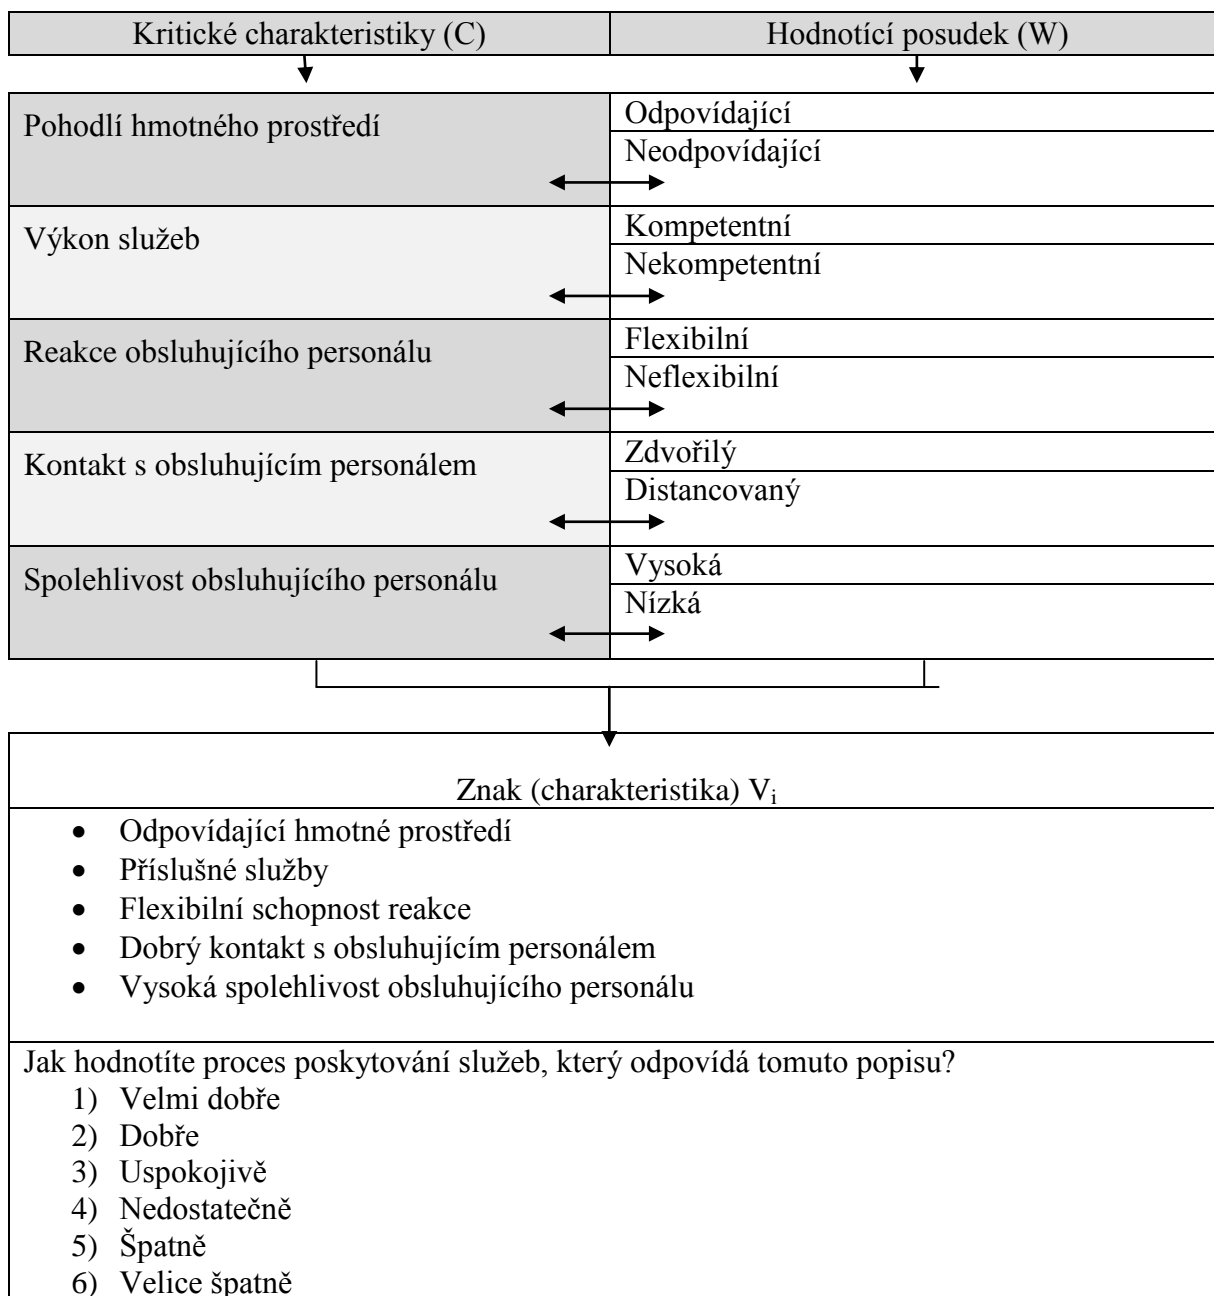 Kritické charakteristiky (C)
Hodnotící posudek (W)
Pohodlí hmotného prostředí
Odpovídající
Neodpovídající
Výkon služeb
Kompetentní
Nekompetentní
Reakce obsluhujícího personálu
Flexibilní
Neflexibilní
Kontakt s obsluhujícím personálem
Zdvořilý
Distancovaný
Spolehlivost obsluhujícího personálu
Vysoká
Nízká
Znak (charakteristika) Vi
• Odpovídající hmotné prostředí
• Příslušné služby
• Flexibilní schopnost reakce
• Dobrý kontakt s obsluhujícím personálem
• Vysoká spolehlivost obsluhujícího personálu
Jak hodnotíte proces poskytování služeb, který odpovídá tomuto popisu?
1) Velmi dobře
2) Dobře
3) Uspokojivě
4) Nedostatečně
5) Špatně
6) Velice špatně